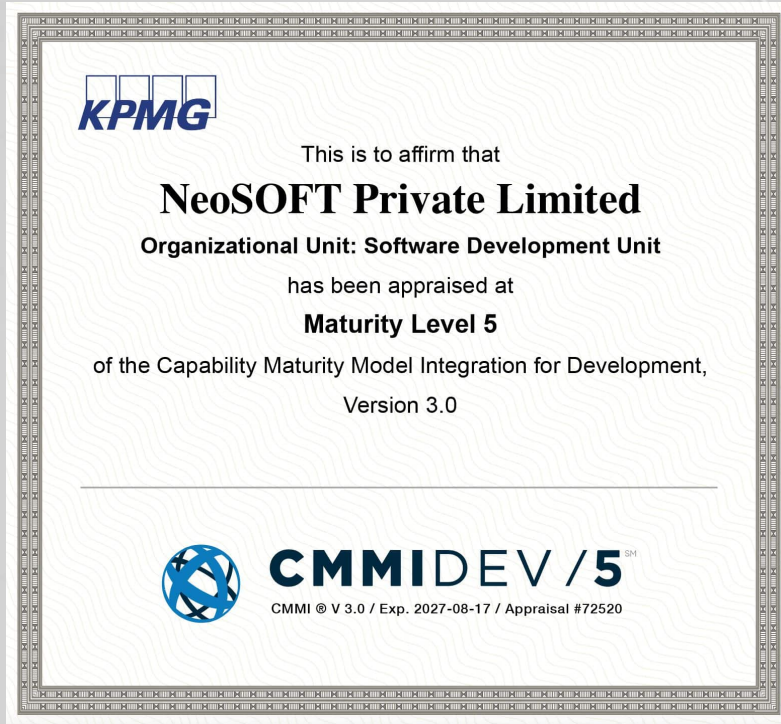 KPMG
This is to affirm that
NeoSOFT Private Limited
Organizational Unit: Software Development Unit
has been appraised at
Maturity Level 5
of the Capability Maturity Model Integration for Development,
Version 3.0
CMMIDEV/5 SM
CMMI ® V 3.0 / Exp. 2027-08-17 / Appraisal #72520